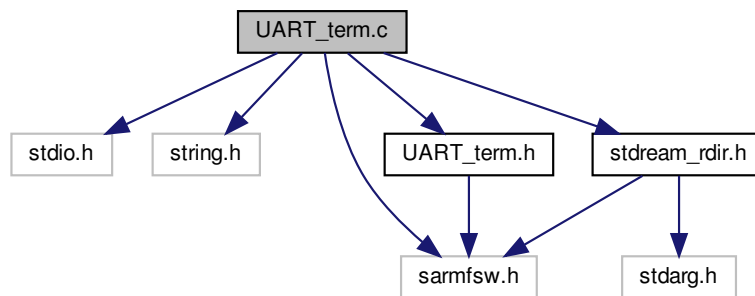 UART_term.c
stdio.h
string.h
UART_term.h
stdream_rdir.h
sarmfsw.h
stdarg.h